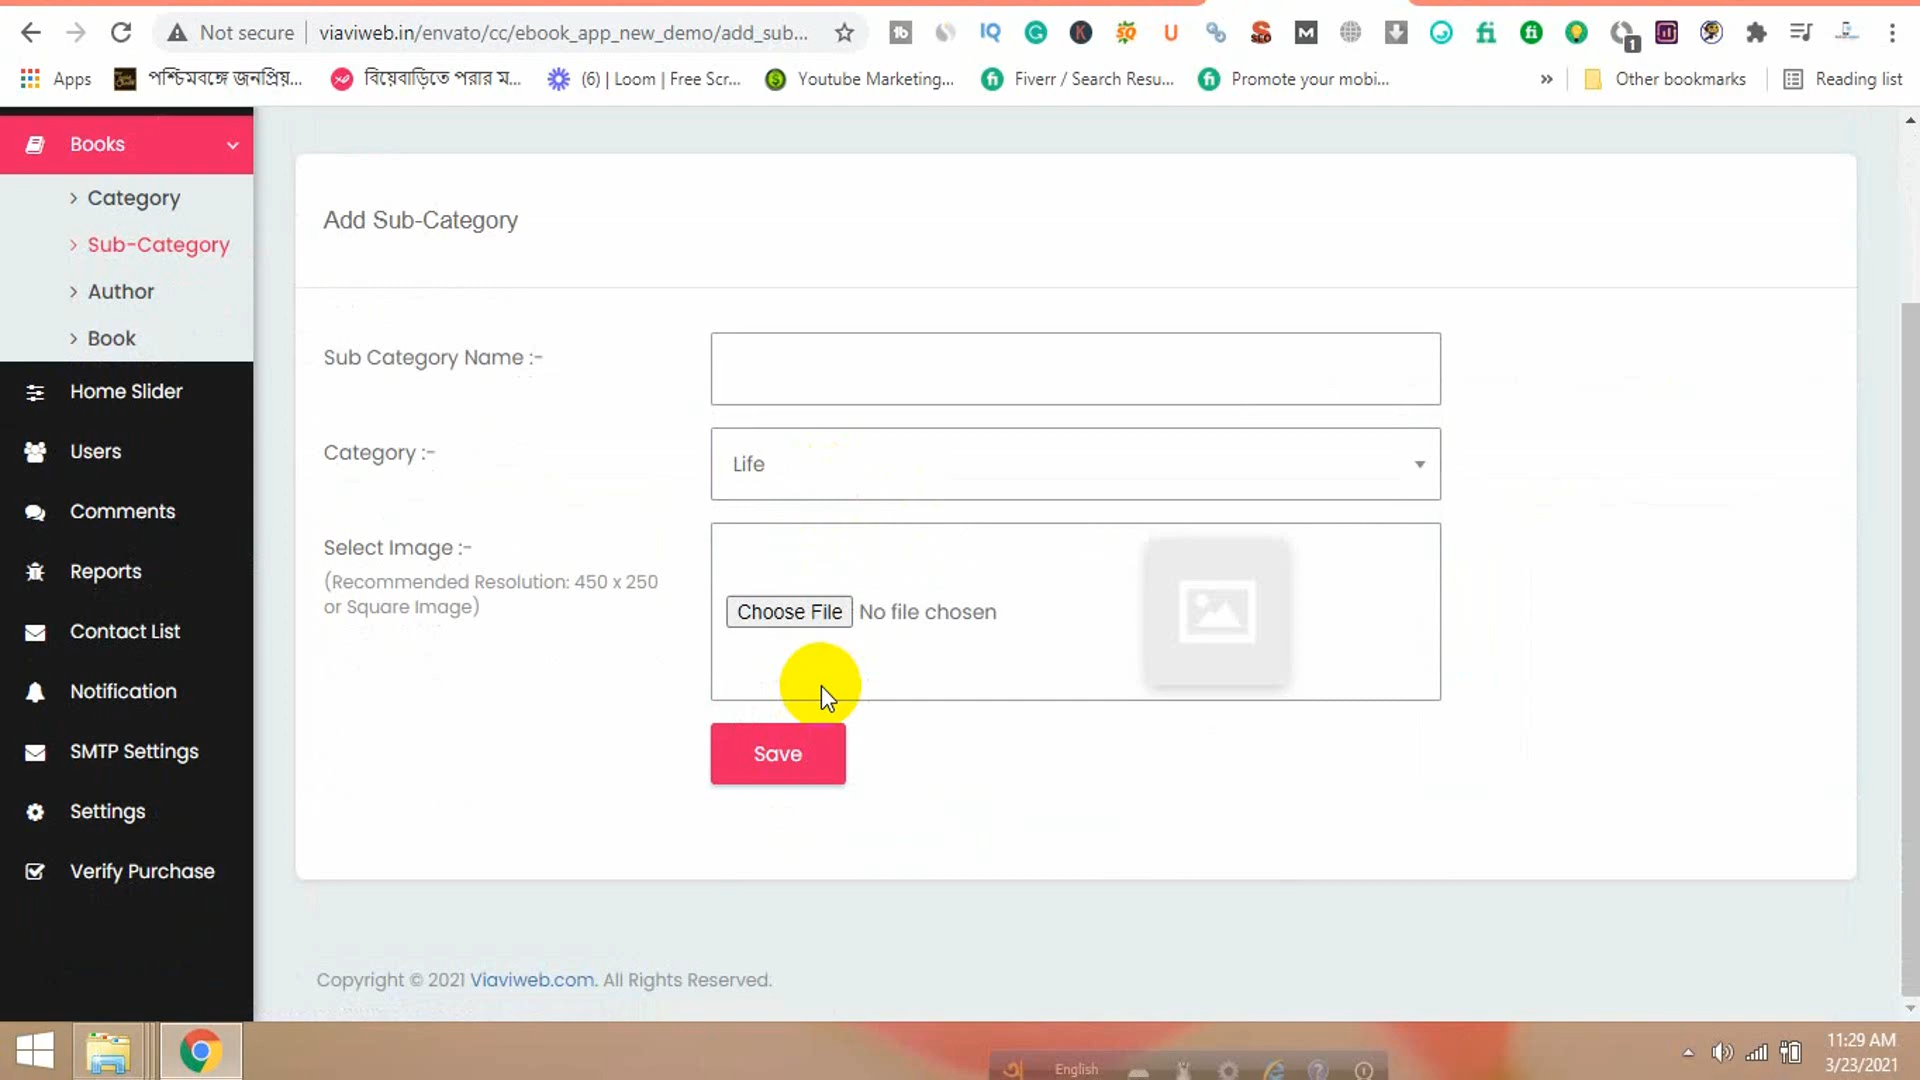 Not secure viaviweb.in/envato/cc/ebook_app_new_demo/add_sub...
Apps পশ্চিমবঙ্গে জনপ্রিয়... বিয়েবাড়িতে পরার ম... (6) | Loom | Free Scr... Youtube Marketing... Fiverr / Search Resu... Promote your mobi... » Other bookmarks Reading list
Books
Category
Sub-Category
Author
Book
Home Slider
Users
Comments
Reports
Contact List
Notification
SMTP Settings
Settings
Verify Purchase
Add Sub-Category
Sub Category Name :-
Category :-
Life
Select Image :-
(Recommended Resolution: 450 x 250
or Square Image)
Choose File No file chosen
Save
Copyright © 2021 Viaviweb.com. All Rights Reserved.
English
11:29 AM
3/23/2021